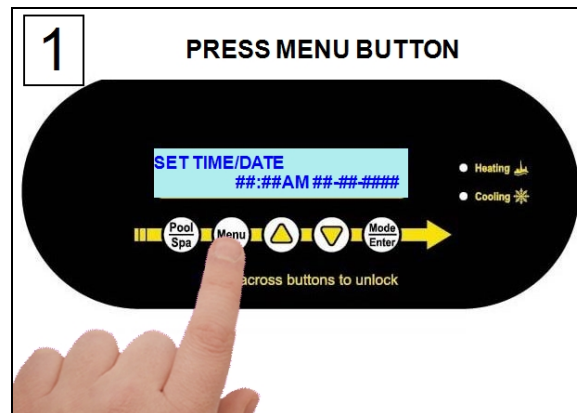 1
PRESS MENU BUTTON
SET TIME/DATE
##:##AM ##-##-####
Heating
Cooling
Pool
Spa
Menu
Mode
Enter
across buttons to unlock